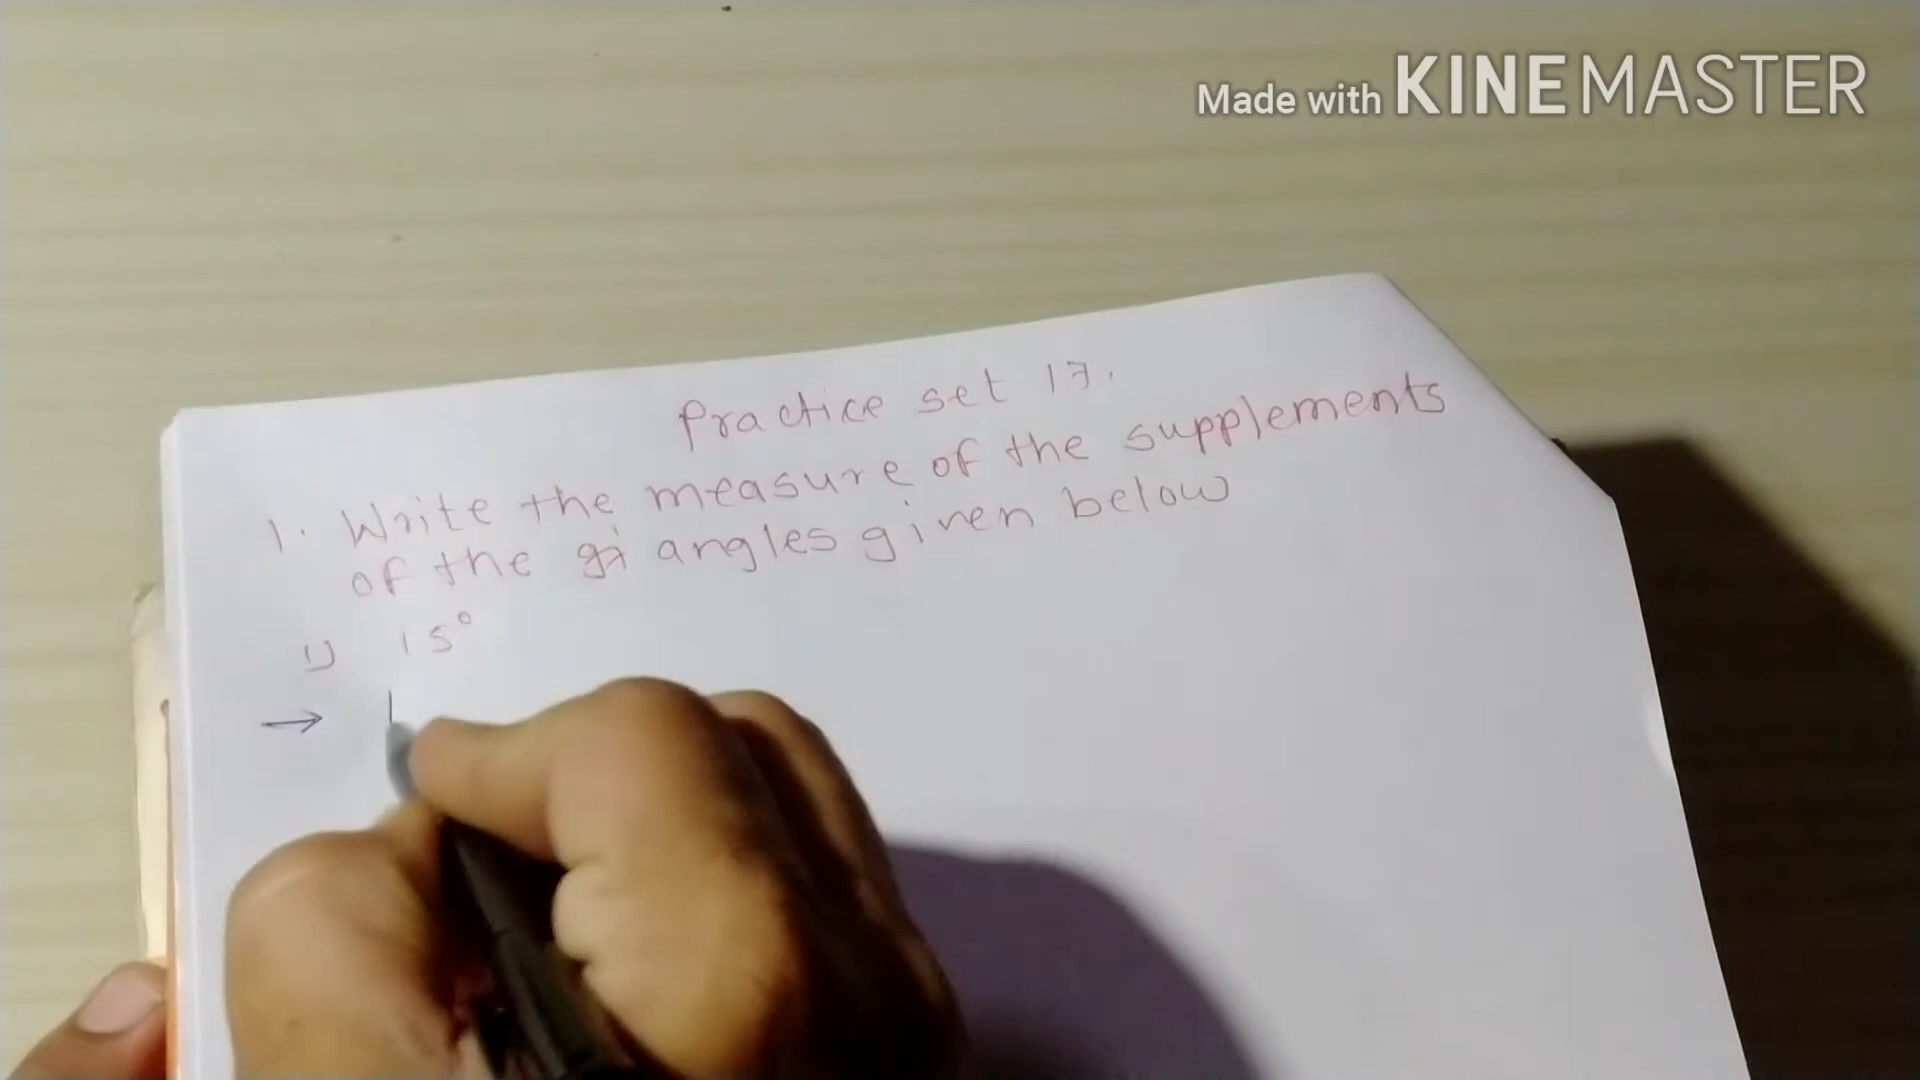 Made with KINEMASTER
Practice set 17.
1. Write the measure of the supplements
of the angles given below
1) 15°
→